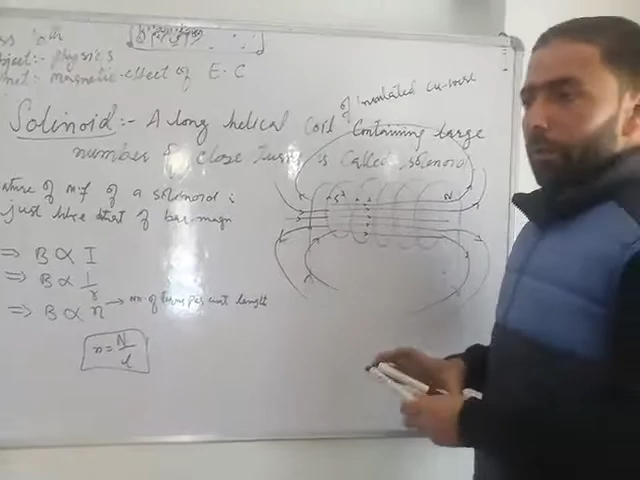 ss 10th
bject:- physics
magnetic-effect of E.C
Solinoid:- A long helical coil containing large
of insulated cu-wire
number of close turns is called solenoid
ature of m.f of a solenoid:
just like that of bar-magn
S
N
⇒ B ∝ I
⇒ B ∝ 1/r
⇒ B ∝ n → no of turns per unit length
n = N/l